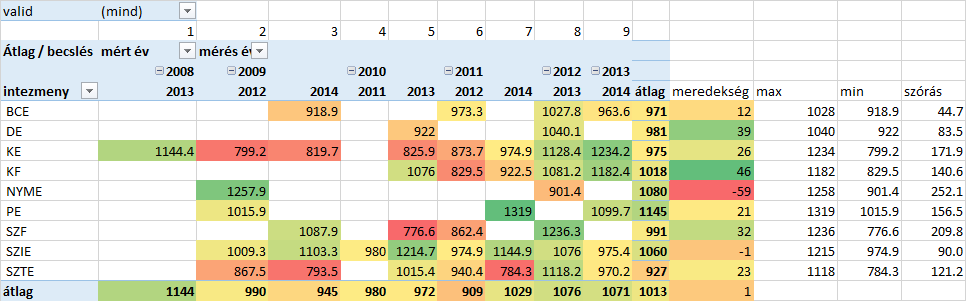 valid (mind)
1 2 3 4 5 6 7 8 9
Átlag / becslés mért év mérés év
2008 2009 2010 2011 2012 2013
intezmeny 2013 2012 2014 2011 2013 2012 2014 2013 2014 átlag meredekség max min szórás
BCE 918.9 973.3 1027.8 963.6 971 12 1028 918.9 44.7
DE 922 1040.1 981 39 1040 922 83.5
KE 1144.4 799.2 819.7 825.9 873.7 974.9 1128.4 1234.2 975 26 1234 799.2 171.9
KF 1076 829.5 922.5 1081.2 1182.4 1018 46 1182 829.5 140.6
NYME 1257.9 901.4 1080 -59 1258 901.4 252.1
PE 1015.9 1319 1099.7 1145 21 1319 1015.9 156.5
SZF 1087.9 776.6 862.4 1236.3 991 32 1236 776.6 209.8
SZIE 1009.3 1103.3 980 1214.7 974.9 1144.9 1076 975.4 1060 -1 1215 974.9 90.0
SZTE 867.5 793.5 1015.4 940.4 784.3 1118.2 970.2 927 23 1118 784.3 121.2
átlag 1144 990 945 980 972 909 1029 1076 1071 1013 1